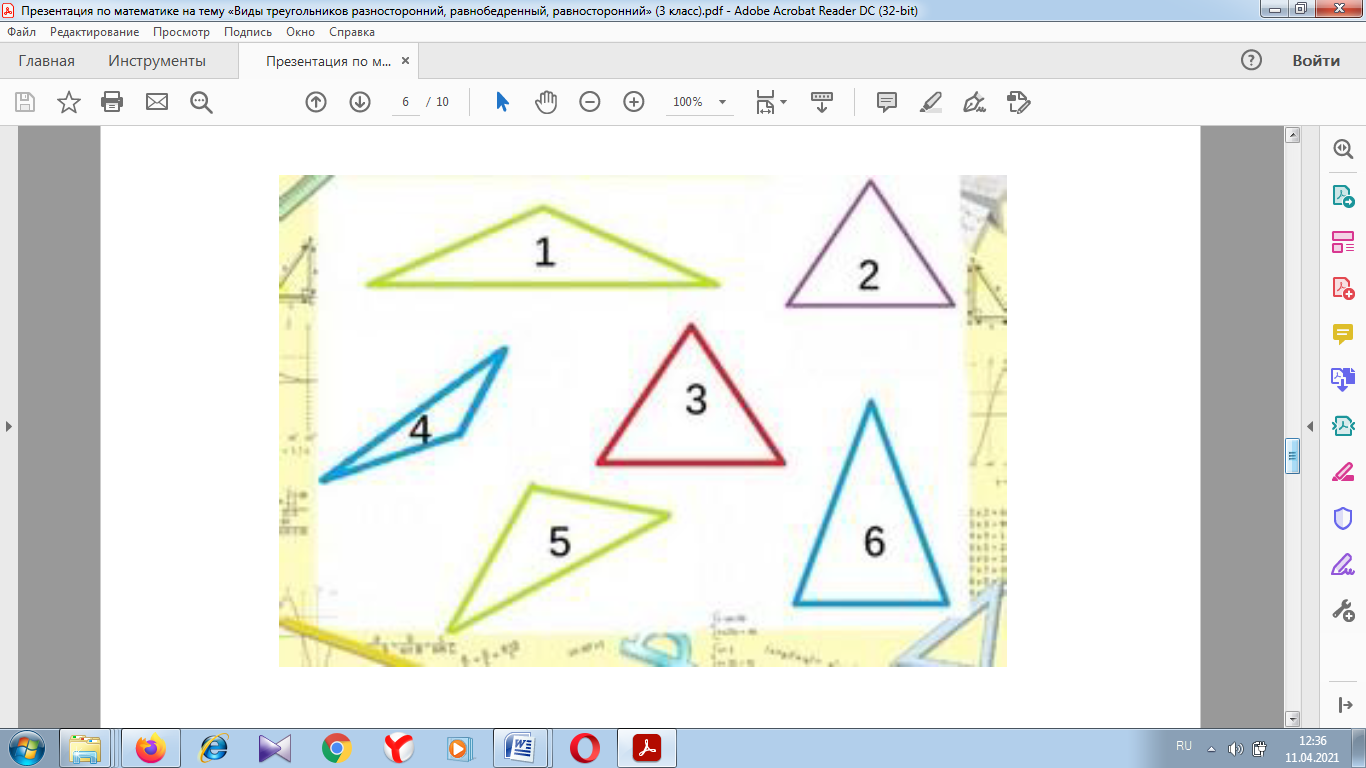 Презентация по математике на тему «Виды треугольников разносторонний, равнобедренный, равносторонний» (3 класс).pdf - Adobe Acrobat Reader DC (32-bit)
Файл Редактирование Просмотр Подпись Окно Справка
Главная Инструменты Презентация по м... × ? Войти
6 / 10 100%
1
2
3
4
5
6
RU 12:36
11.04.2021